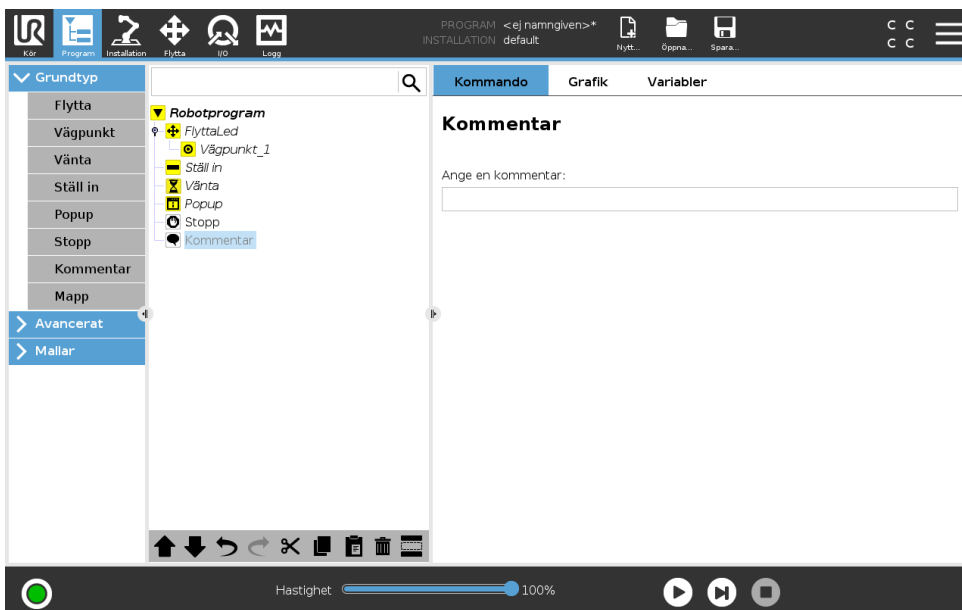 UR
Kör
Program
Installation
Flytta
I/O
Logg
PROGRAM <ej namngiven>*
INSTALLATION default
Nytt...
Öppna...
Spara...
C C
C C
Grundtyp
Flytta
Vägpunkt
Vänta
Ställ in
Popup
Stopp
Kommentar
Mapp
Avancerat
Mallar
Robotprogram
FlyttaLed
Vägpunkt_1
Ställ in
Vänta
Popup
Stopp
Kommentar
Kommando
Grafik
Variabler
Kommentar
Ange en kommentar:
Hastighet
100%